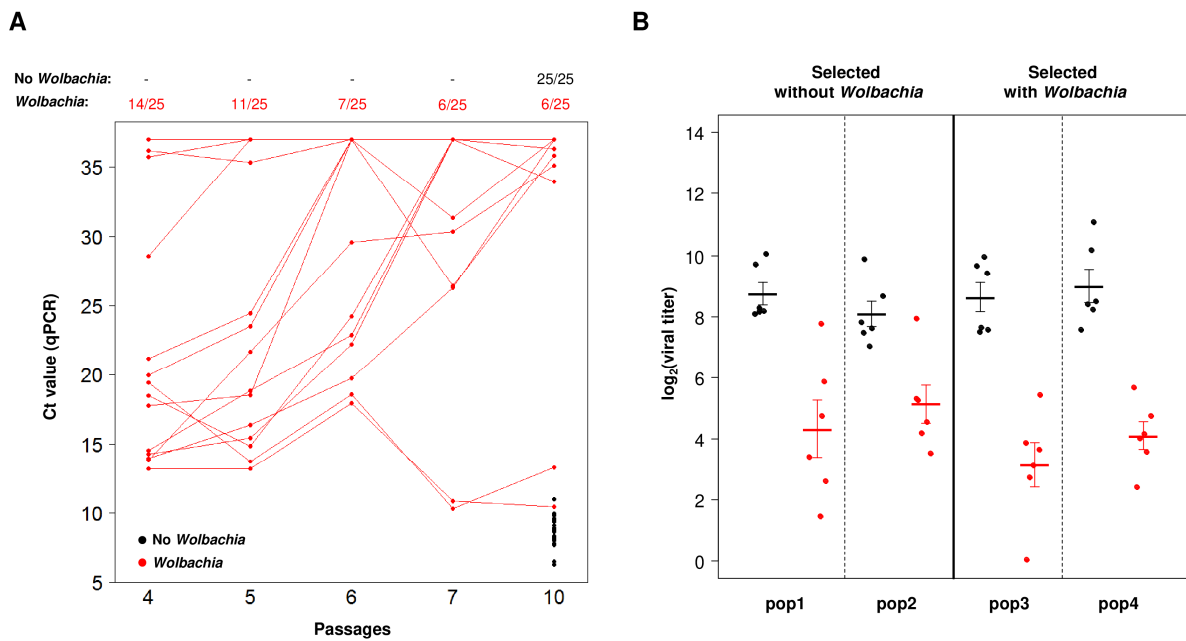 A
No Wolbachia: - - - - 25/25
Wolbachia: 14/25 11/25 7/25 6/25 6/25
Ct value (qPCR)
35
30
25
20
15
10
5
No Wolbachia
Wolbachia
4 5 6 7 10
Passages
B
Selected without Wolbachia
Selected with Wolbachia
log2(viral titer)
14
12
10
8
6
4
2
0
pop1 pop2 pop3 pop4